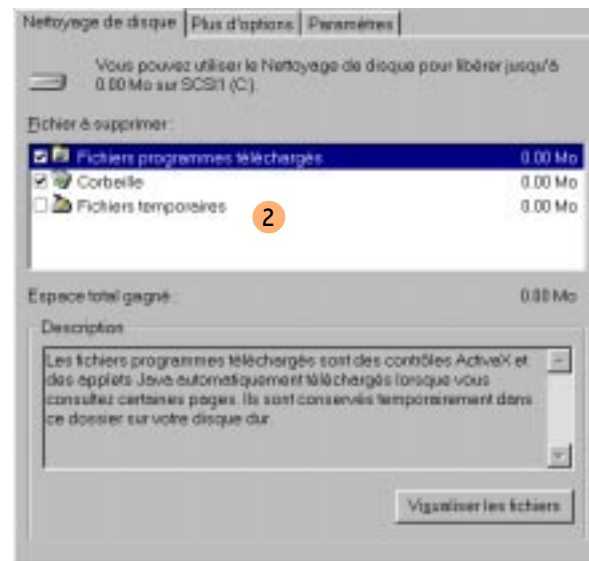 Nettoyage de disque Plus d'options Paramètres
Vous pouvez utiliser le Nettoyage de disque pour libérer jusqu'à
0.00 Mo sur SCSI1 (C:).
Fichier à supprimer:
Fichiers programmes téléchargés 0.00 Mo
Corbeille 0.00 Mo
Fichiers temporaires 0.00 Mo
2
Espace total gagné: 0.00 Mo
Description
Les fichiers programmes téléchargés sont des contrôles ActiveX et
des applets Java automatiquement téléchargés lorsque vous
consultez certaines pages. Ils sont conservés temporairement dans
ce dossier sur votre disque dur.
Visualiser les fichiers